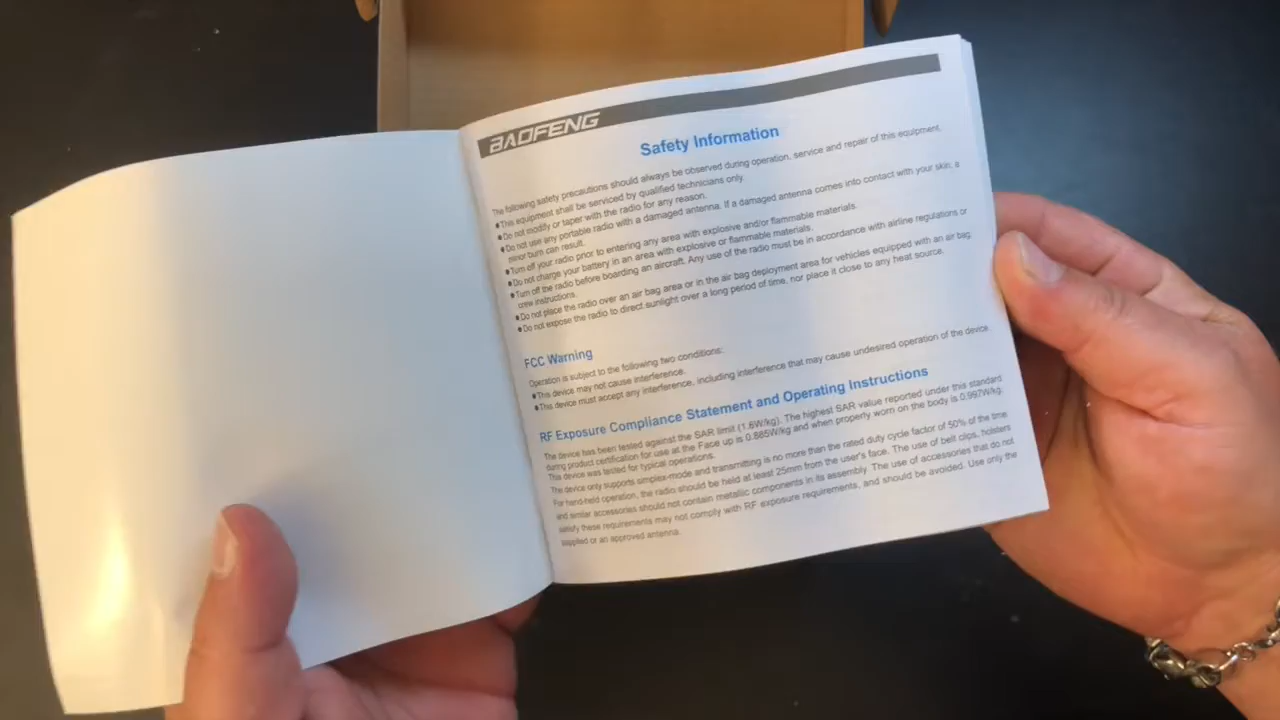 BAOFENG
Safety Information
The following safety precautions should always be observed during operation, service and repair of this equipment.
●This equipment shall be serviced by qualified technicians only.
●Do not modify or taper with the radio for any reason.
●Do not use any portable radio with a damaged antenna. If a damaged antenna comes into contact with your skin, a
minor burn can result.
●Turn off your radio prior to entering any area with explosive and/or flammable materials.
●Do not charge your battery in an area with explosive or flammable materials.
●Turn off the radio before boarding an aircraft. Any use of the radio must be in accordance with airline regulations or
crew instructions.
●Do not place the radio over an air bag area or in the air bag deployment area for vehicles equipped with an air bag.
●Do not expose the radio to direct sunlight over a long period of time, nor place it close to any heat source.
FCC Warning
Operation is subject to the following two conditions:
●This device may not cause interference.
●This device must accept any interference, including interference that may cause undesired operation of the device.
RF Exposure Compliance Statement and Operating Instructions
The device has been tested against the SAR limit (1.6W/kg). The highest SAR value reported under this standard
during product certification for use at the Face up is 0.885W/kg and when properly worn on the body is 0.997W/kg.
This device was tested for typical operations.
The device only supports simplex-mode and transmitting is no more than the rated duty cycle factor of 50% of the time.
For hand-held operation, the radio should be held at least 25mm from the user's face. The use of belt clips, holsters
and similar accessories should not contain metallic components in its assembly. The use of accessories that do not
satisfy these requirements may not comply with RF exposure requirements, and should be avoided. Use only the
supplied or an approved antenna.